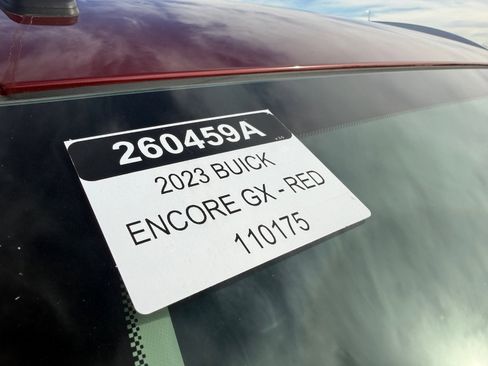 260459A
2023 BUICK
ENCORE GX - RED
110175